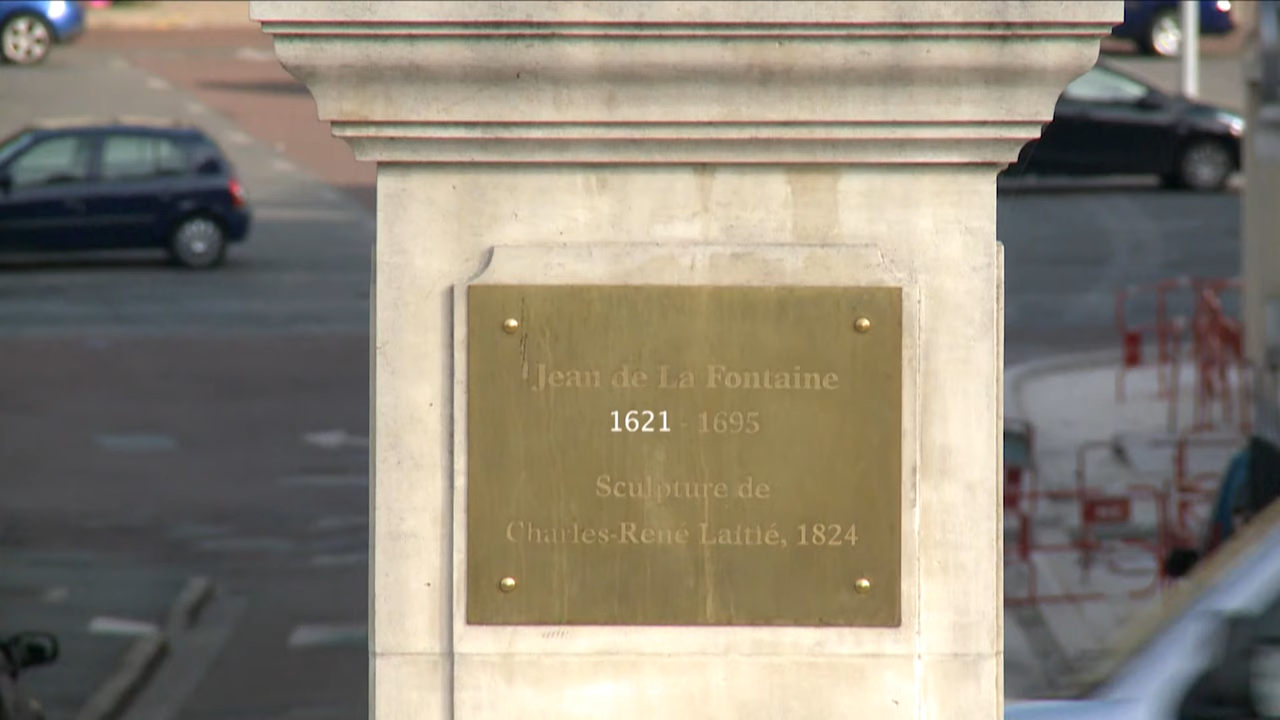 Jean de La Fontaine
1621 - 1695
Sculpture de
Charles-René Laitié, 1824